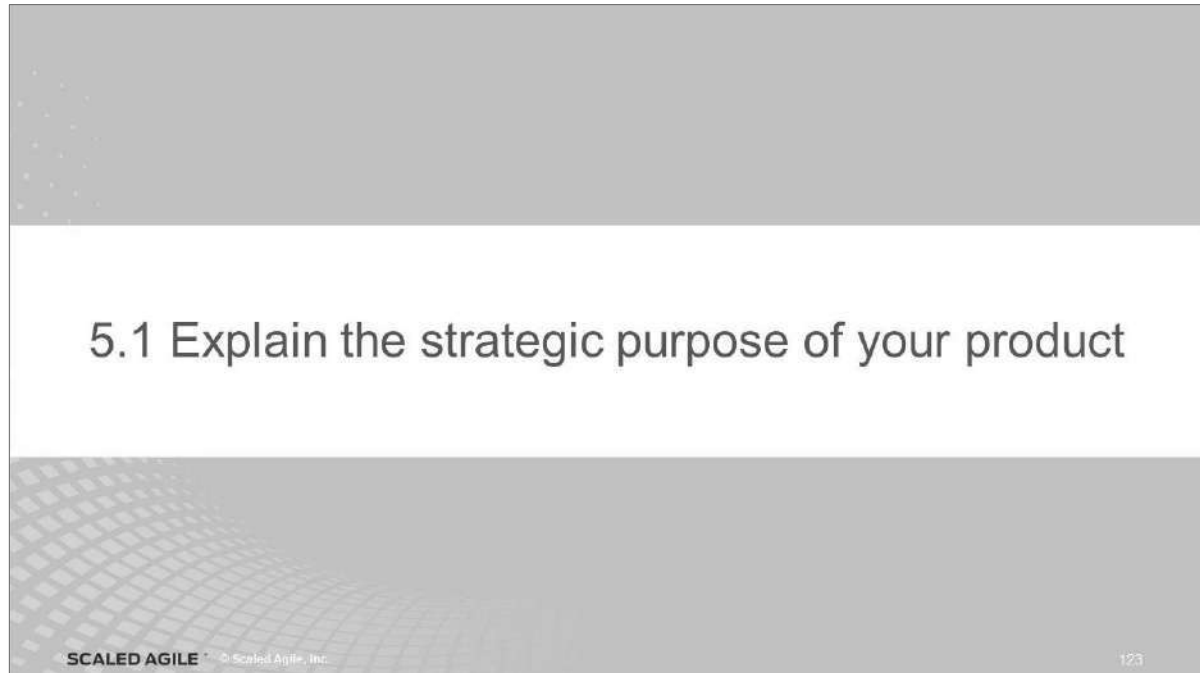 5.1 Explain the strategic purpose of your product
SCALED AGILE © Scaled Agile, Inc.
123